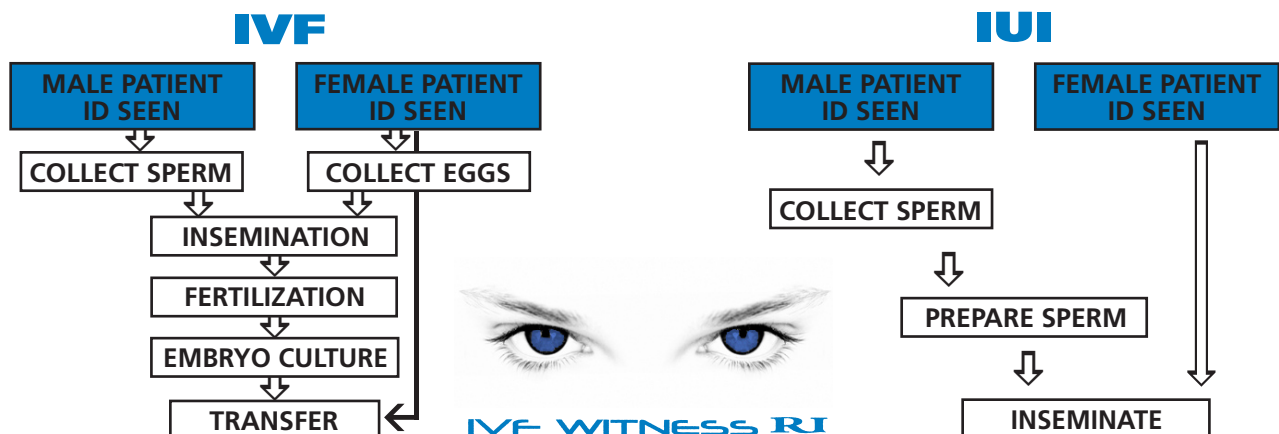 IVF
MALE PATIENT
ID SEEN
FEMALE PATIENT
ID SEEN
COLLECT SPERM
COLLECT EGGS
INSEMINATION
FERTILIZATION
EMBRYO CULTURE
TRANSFER
IVF WITNESS RI
IUI
MALE PATIENT
ID SEEN
FEMALE PATIENT
ID SEEN
COLLECT SPERM
PREPARE SPERM
INSEMINATE